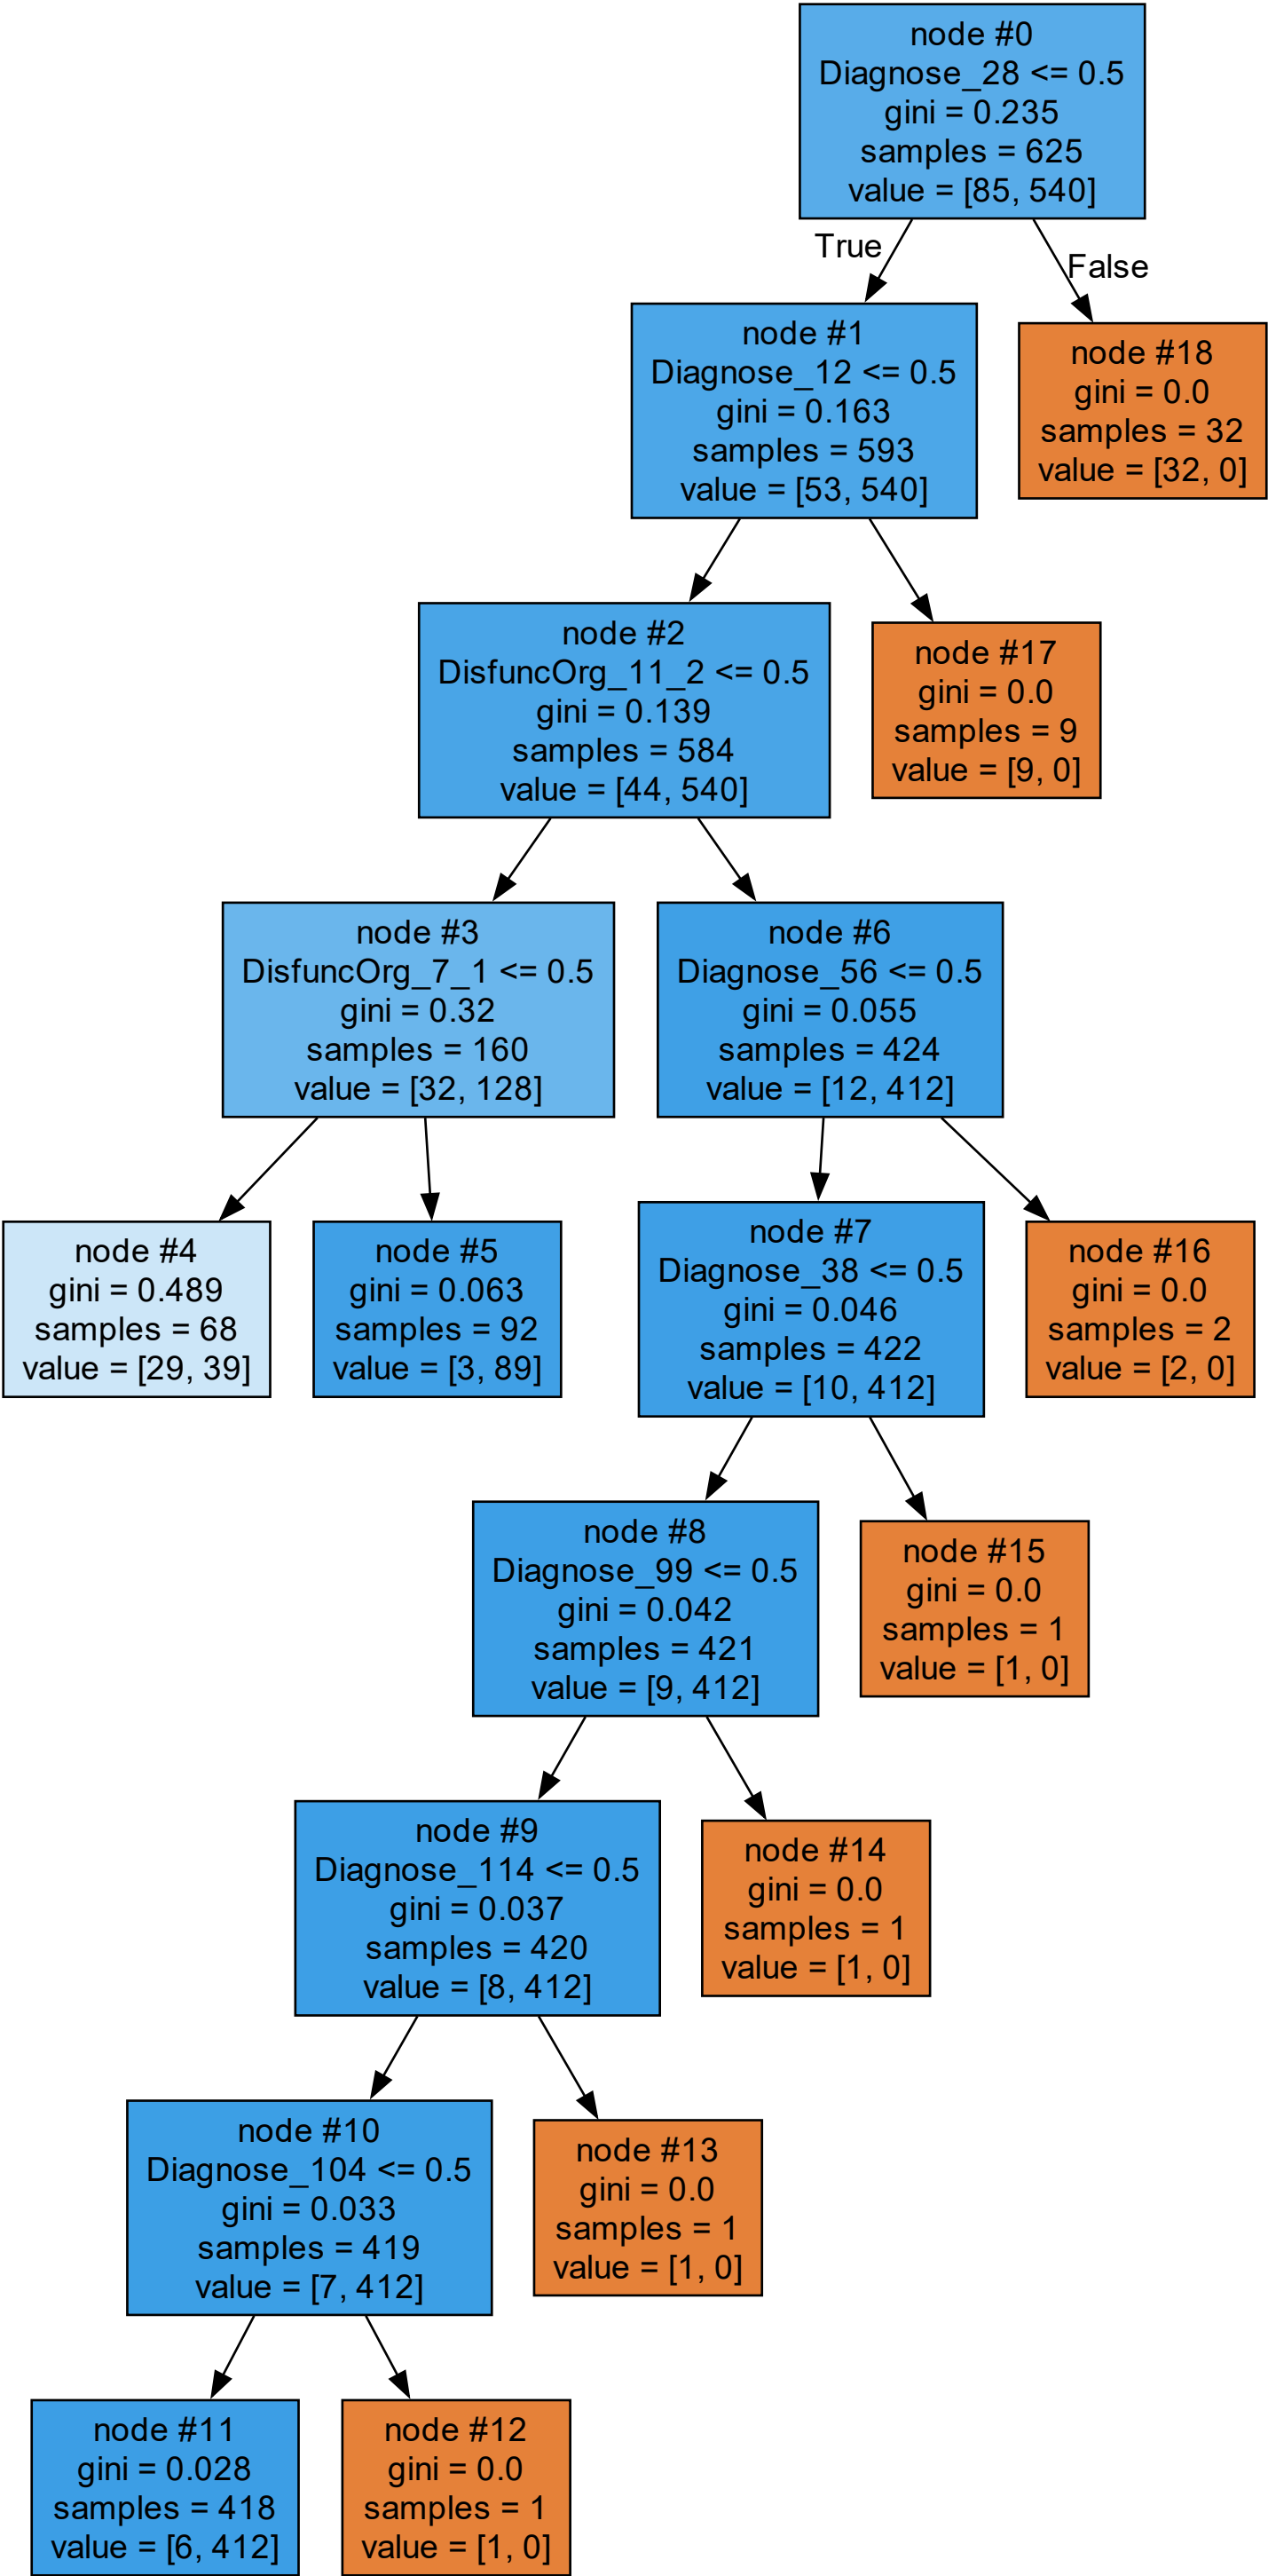 node #0
Diagnose_28 <= 0.5
gini = 0.235
samples = 625
value = [85, 540]
True
False
node #1
Diagnose_12 <= 0.5
gini = 0.163
samples = 593
value = [53, 540]
node #18
gini = 0.0
samples = 32
value = [32, 0]
node #2
DisfuncOrg_11_2 <= 0.5
gini = 0.139
samples = 584
value = [44, 540]
node #17
gini = 0.0
samples = 9
value = [9, 0]
node #3
DisfuncOrg_7_1 <= 0.5
gini = 0.32
samples = 160
value = [32, 128]
node #6
Diagnose_56 <= 0.5
gini = 0.055
samples = 424
value = [12, 412]
node #4
gini = 0.489
samples = 68
value = [29, 39]
node #5
gini = 0.063
samples = 92
value = [3, 89]
node #7
Diagnose_38 <= 0.5
gini = 0.046
samples = 422
value = [10, 412]
node #16
gini = 0.0
samples = 2
value = [2, 0]
node #8
Diagnose_99 <= 0.5
gini = 0.042
samples = 421
value = [9, 412]
node #15
gini = 0.0
samples = 1
value = [1, 0]
node #9
Diagnose_114 <= 0.5
gini = 0.037
samples = 420
value = [8, 412]
node #14
gini = 0.0
samples = 1
value = [1, 0]
node #10
Diagnose_104 <= 0.5
gini = 0.033
samples = 419
value = [7, 412]
node #13
gini = 0.0
samples = 1
value = [1, 0]
node #11
gini = 0.028
samples = 418
value = [6, 412]
node #12
gini = 0.0
samples = 1
value = [1, 0]